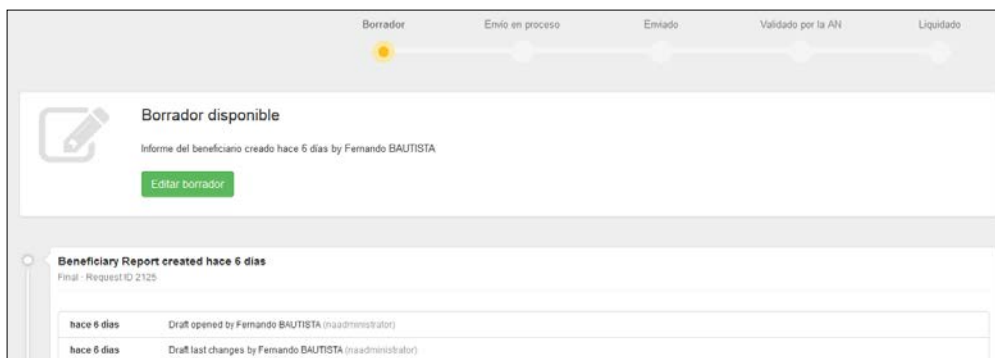 Borrador Envío en proceso Enviado Validado por la AN Liquidado
Borrador disponible
Informe del beneficiario creado hace 6 días by Fernando BAUTISTA
Editar borrador
Beneficiary Report created hace 6 días
Final - Request ID 2125
hace 6 días Draft opened by Fernando BAUTISTA (naadministrator)
hace 6 días Draft last changes by Fernando BAUTISTA (naadministrator)